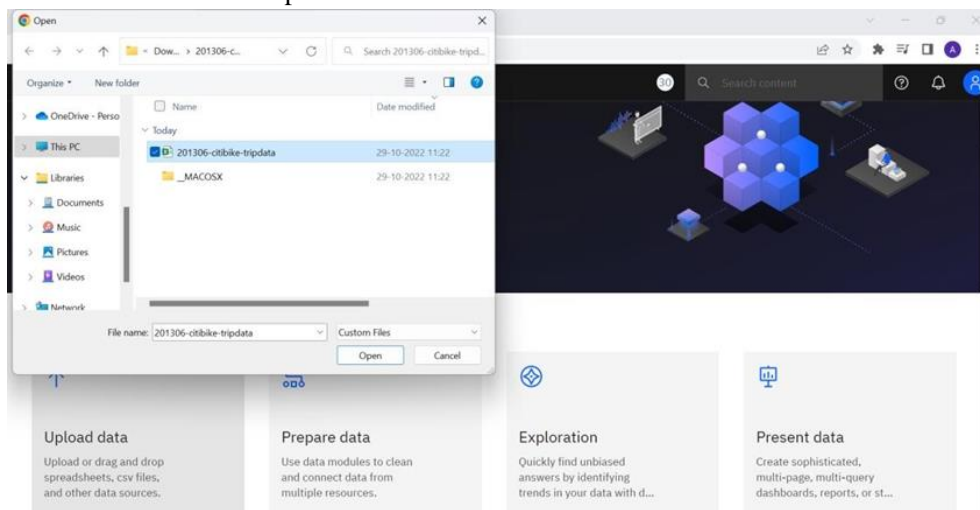 Open
Dow... > 201306-c...
Search 201306-citibike-tripd...
Organize
New folder
Name
Date modified
OneDrive - Perso
Today
This PC
201306-citibike-tripdata
29-10-2022 11:22
Libraries
_MACOSX
29-10-2022 11:22
Documents
Music
Pictures
Videos
Network
File name: 201306-citibike-tripdata
Custom Files
Open
Cancel
A
30
Search content
Upload data
Upload or drag and drop
spreadsheets, csv files,
and other data sources.
Prepare data
Use data modules to clean
and connect data from
multiple resources.
Exploration
Quickly find unbiased
answers by identifying
trends in your data with d...
Present data
Create sophisticated,
multi-page, multi-query
dashboards, reports, or st...